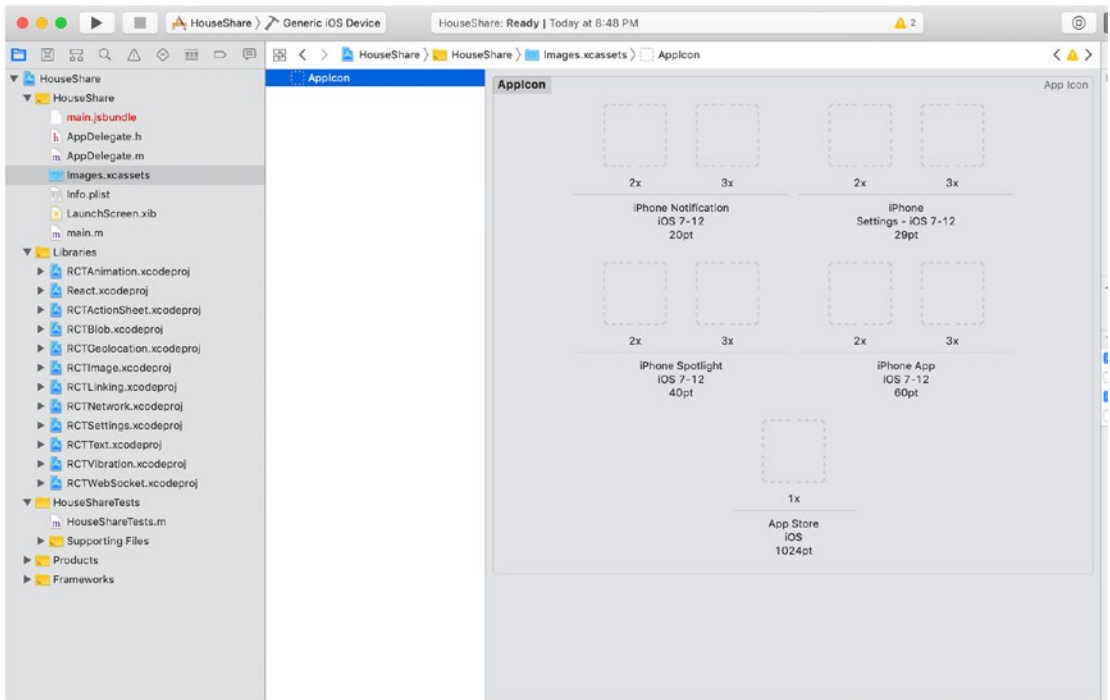 HouseShare 〉 Generic iOS Device
HouseShare: Ready | Today at 8:48 PM
2
HouseShare 〉 HouseShare 〉 Images.xcassets 〉 AppIcon
HouseShare
HouseShare
main.jsbundle
h AppDelegate.h
m AppDelegate.m
Images.xcassets
Info.plist
LaunchScreen.xib
m main.m
Libraries
RCTAnimation.xcodeproj
React.xcodeproj
RCTActionSheet.xcodeproj
RCTBlob.xcodeproj
RCTGeolocation.xcodeproj
RCTImage.xcodeproj
RCTLinking.xcodeproj
RCTNetwork.xcodeproj
RCTSettings.xcodeproj
RCTText.xcodeproj
RCTVibration.xcodeproj
RCTWebSocket.xcodeproj
HouseShareTests
m HouseShareTests.m
Supporting Files
Products
Frameworks
AppIcon
AppIcon
App Icon
2x 3x
iPhone Notification
iOS 7-12
20pt
2x 3x
iPhone
Settings - iOS 7-12
29pt
2x 3x
iPhone Spotlight
iOS 7-12
40pt
2x 3x
iPhone App
iOS 7-12
60pt
1x
App Store
iOS
1024pt